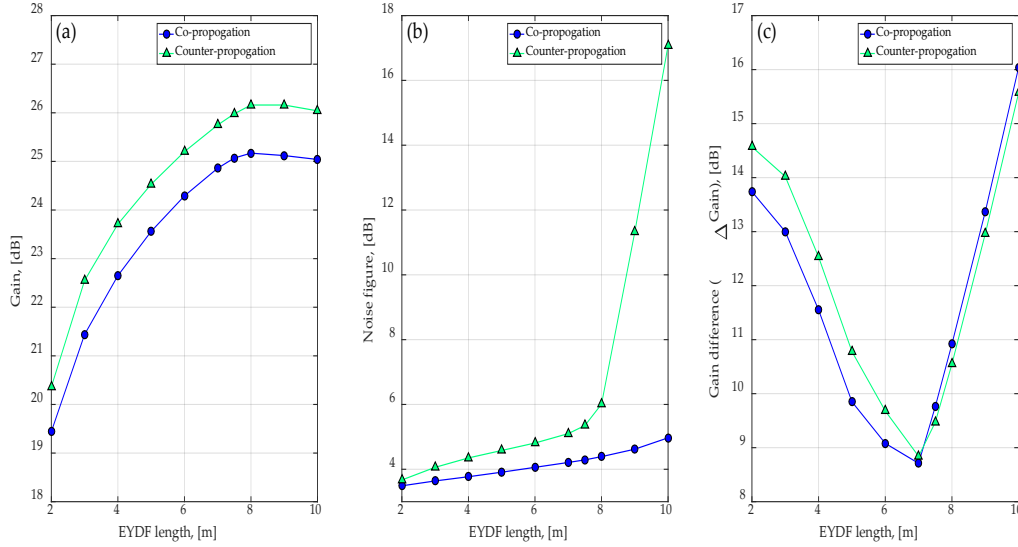 (a)
Co-propogation
Counter-propogation
28
27
26
25
24
23
22
21
20
19
18
Gain, [dB]
2
4
6
8
10
EYDF length, [m]
(b)
Co-propogation
Counter-propogation
18
16
14
12
10
8
6
4
Noise figure, [dB]
2
4
6
8
10
EYDF length, [m]
(c)
Co-propogation
Counter-propogation
17
16
15
14
13
12
11
10
9
8
Gain difference (Δ Gain), [dB]
2
4
6
8
10
EYDF length, [m]